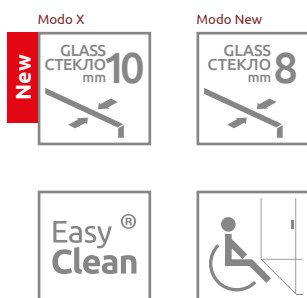 Modo X
Modo New
New
GLASS
СТЕКЛО
mm
10
GLASS
СТЕКЛО
mm
8
Easy ®
Clean